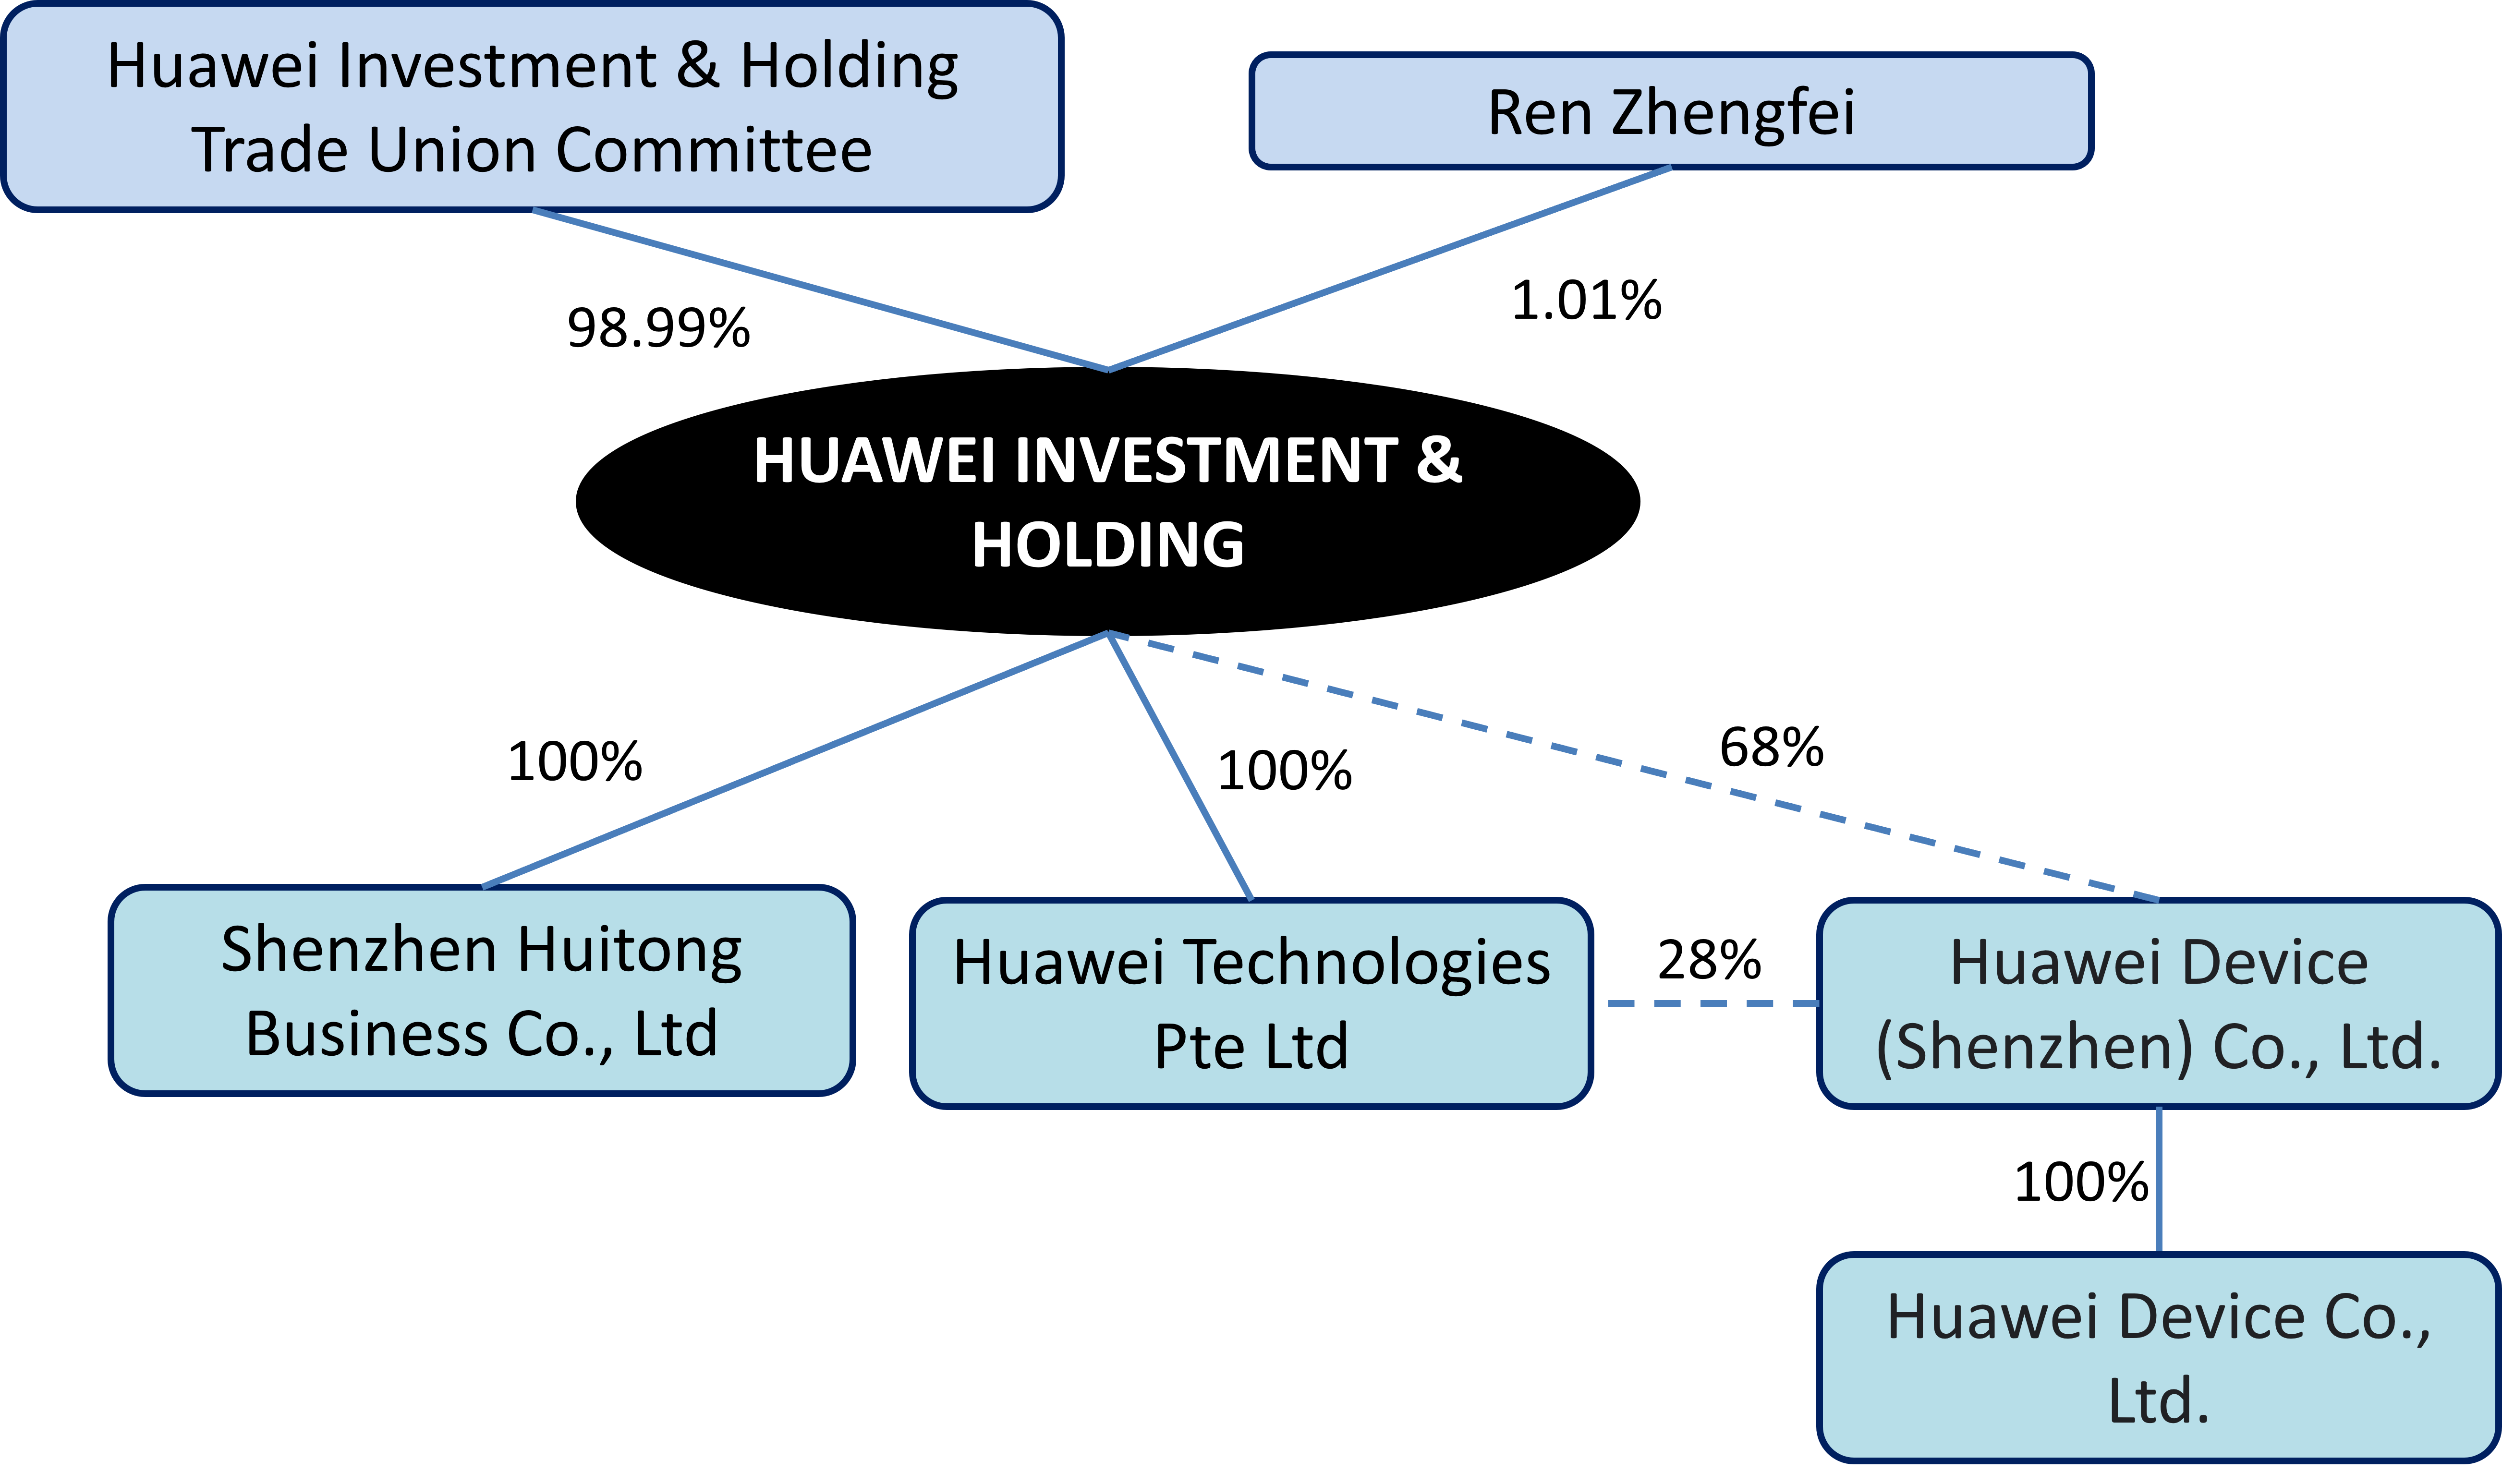 Huawei Investment & Holding
Trade Union Committee
Ren Zhengfei
98.99%
1.01%
HUAWEI INVESTMENT &
HOLDING
100%
100%
68%
Shenzhen Huitong
Business Co., Ltd
Huawei Technologies
Pte Ltd
28%
Huawei Device
(Shenzhen) Co., Ltd.
100%
Huawei Device Co.,
Ltd.